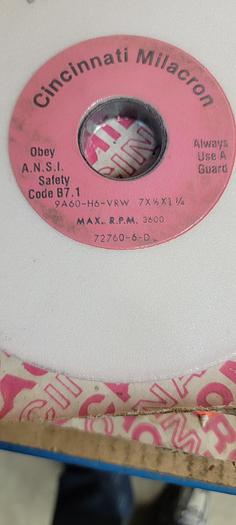 Cincinnati Milacron
Obey
A.N.S.I.
Safety
Code B7.1
Always
Use A
Guard
9A60-H6-VRW 7X½X1¼
MAX. R.P.M. 3600
72760-6-D